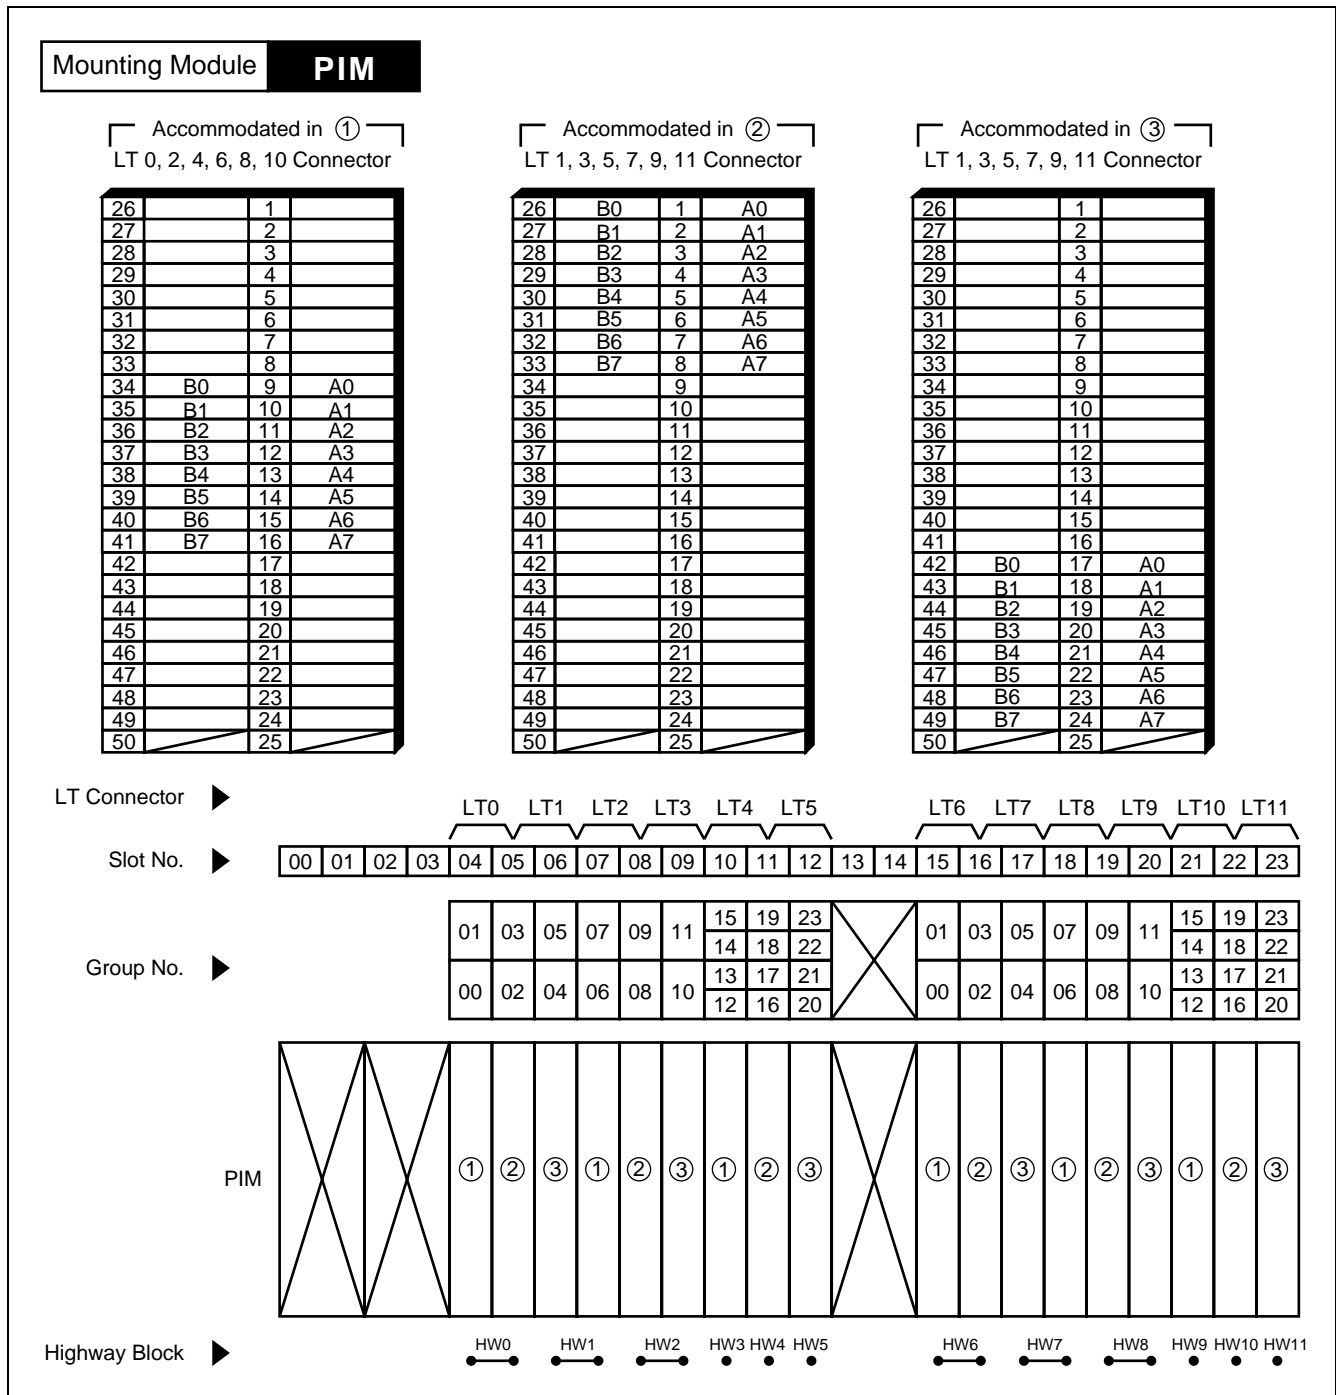 Mounting Module PIM
Accommodated in ① Accommodated in ② Accommodated in ③
LT 0, 2, 4, 6, 8, 10 Connector LT 1, 3, 5, 7, 9, 11 Connector LT 1, 3, 5, 7, 9, 11 Connector
26 1 26 B0 1 A0 26 1
27 2 27 B1 2 A1 27 2
28 3 28 B2 3 A2 28 3
29 4 29 B3 4 A3 29 4
30 5 30 B4 5 A4 30 5
31 6 31 B5 6 A5 31 6
32 7 32 B6 7 A6 32 7
33 8 33 B7 8 A7 33 8
34 B0 9 A0 34 9 34 9
35 B1 10 A1 35 10 35 10
36 B2 11 A2 36 11 36 11
37 B3 12 A3 37 12 37 12
38 B4 13 A4 38 13 38 13
39 B5 14 A5 39 14 39 14
40 B6 15 A6 40 15 40 15
41 B7 16 A7 41 16 41 16
42 17 42 17 42 B0 17 A0
43 18 43 18 43 B1 18 A1
44 19 44 19 44 B2 19 A2
45 20 45 20 45 B3 20 A3
46 21 46 21 46 B4 21 A4
47 22 47 22 47 B5 22 A5
48 23 48 23 48 B6 23 A6
49 24 49 24 49 B7 24 A7
50 25 50 25 50 25
LT Connector LT0 LT1 LT2 LT3 LT4 LT5 LT6 LT7 LT8 LT9 LT10 LT11
Slot No. 00 01 02 03 04 05 06 07 08 09 10 11 12 13 14 15 16 17 18 19 20 21 22 23
Group No.
01 03 05 07 09 11 15 19 23 01 03 05 07 09 11 15 19 23
14 18 22 14 18 22
00 02 04 06 08 10 13 17 21 00 02 04 06 08 10 13 17 21
12 16 20 12 16 20
PIM ① ② ③ ① ② ③ ① ② ③ ① ② ③ ① ② ③ ① ② ③
Highway Block HW0 HW1 HW2 HW3 HW4 HW5 HW6 HW7 HW8 HW9 HW10 HW11